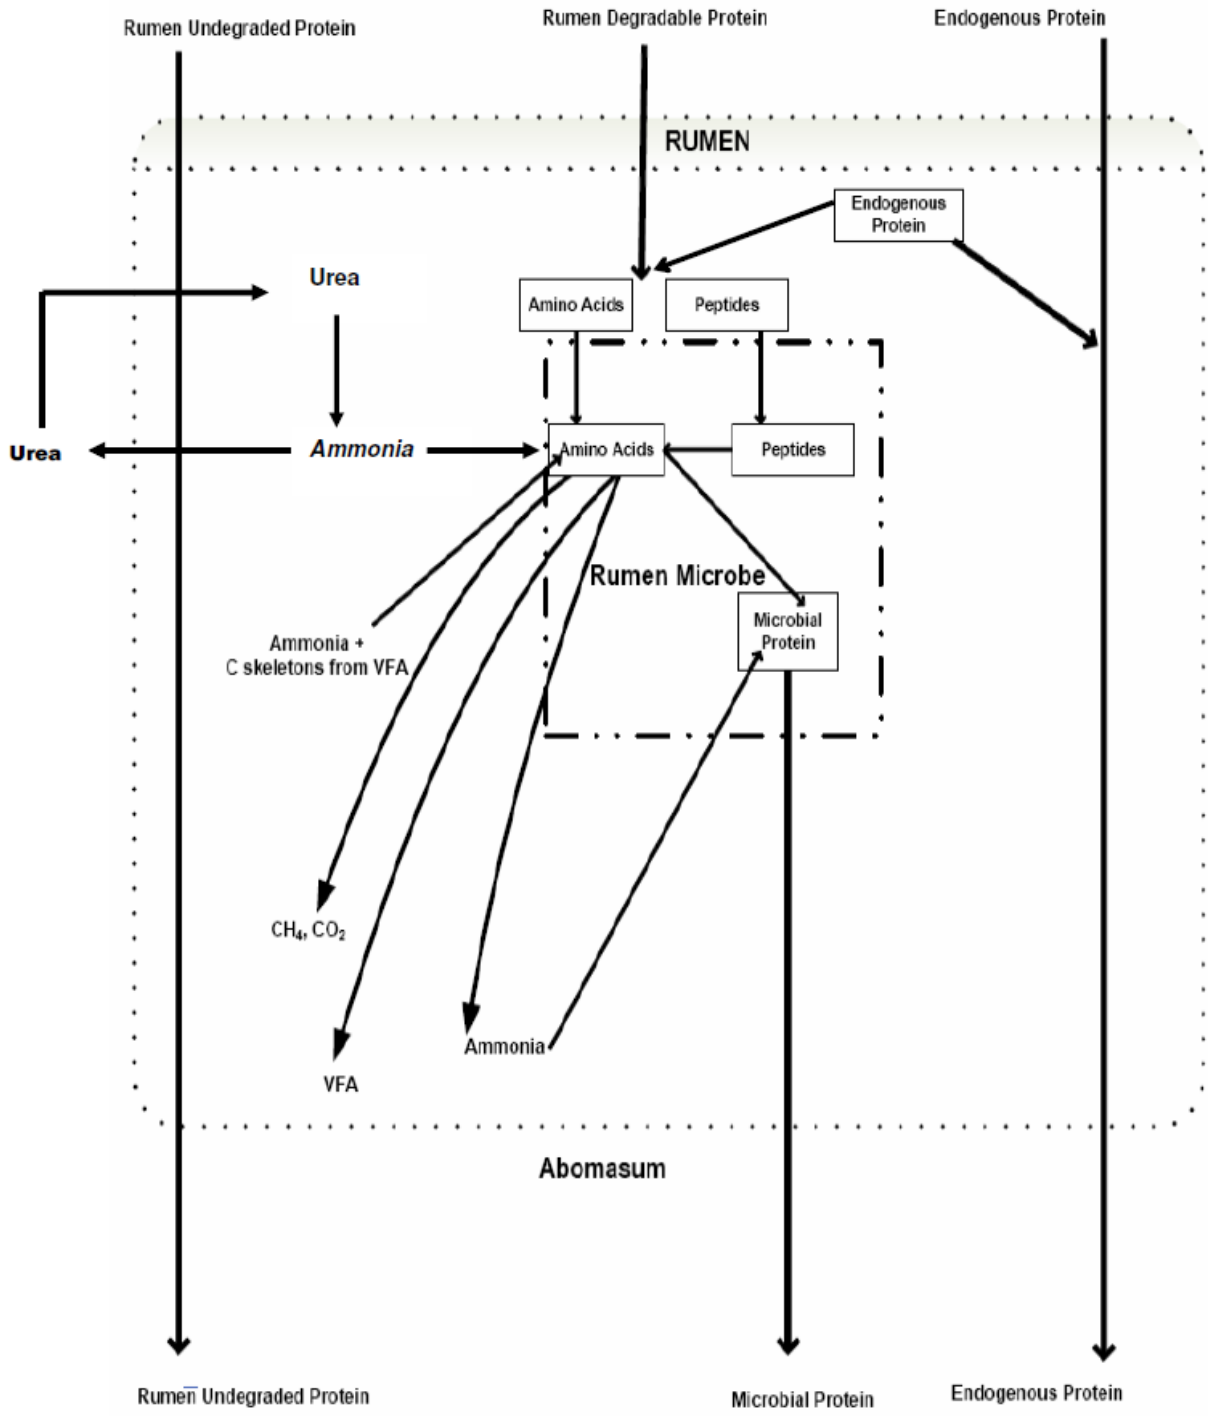 Rumen Undegraded Protein
Rumen Degradable Protein
Endogenous Protein
RUMEN
Endogenous
Protein
Urea
Amino Acids
Peptides
Urea
Ammonia
Amino Acids
Peptides
Rumen Microbe
Microbial
Protein
Ammonia +
C skeletons from VFA
CH₄, CO₂
Ammonia
VFA
Abomasum
Rumen Undegraded Protein
Microbial Protein
Endogenous Protein